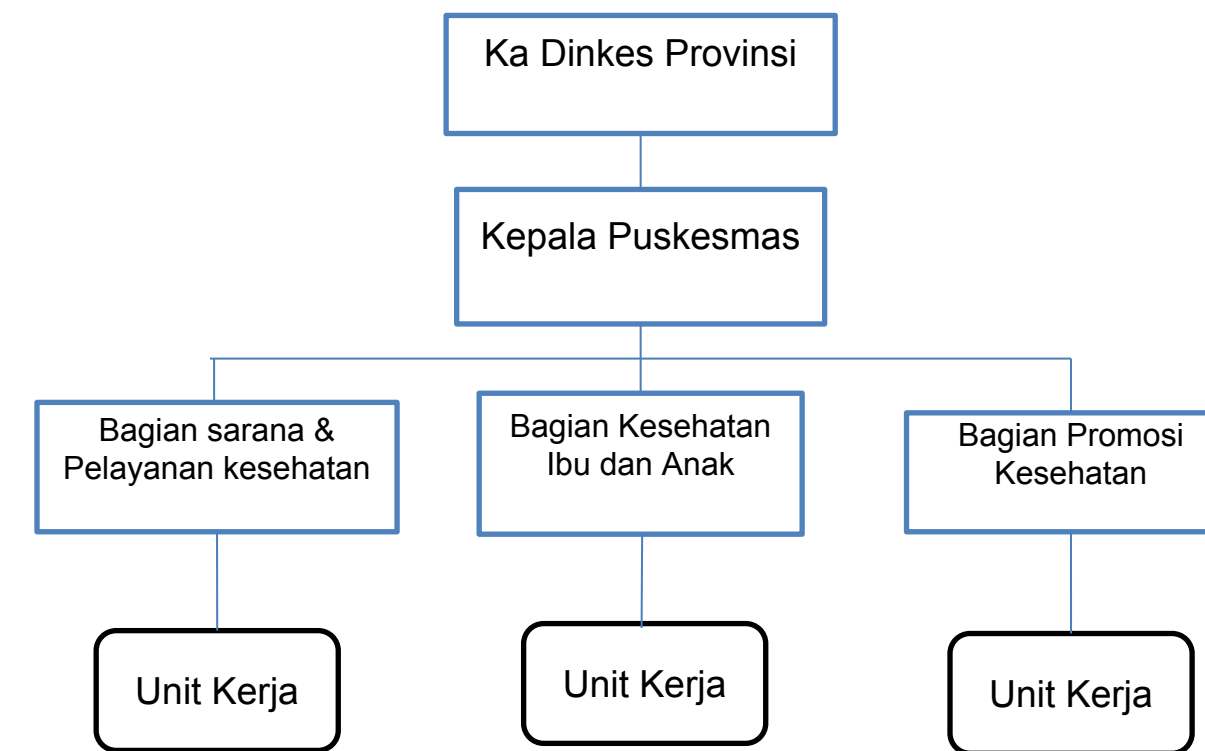 Ka Dinkes Provinsi
Kepala Puskesmas
Bagian sarana &
Pelayanan kesehatan
Bagian Kesehatan
Ibu dan Anak
Bagian Promosi
Kesehatan
Unit Kerja
Unit Kerja
Unit Kerja